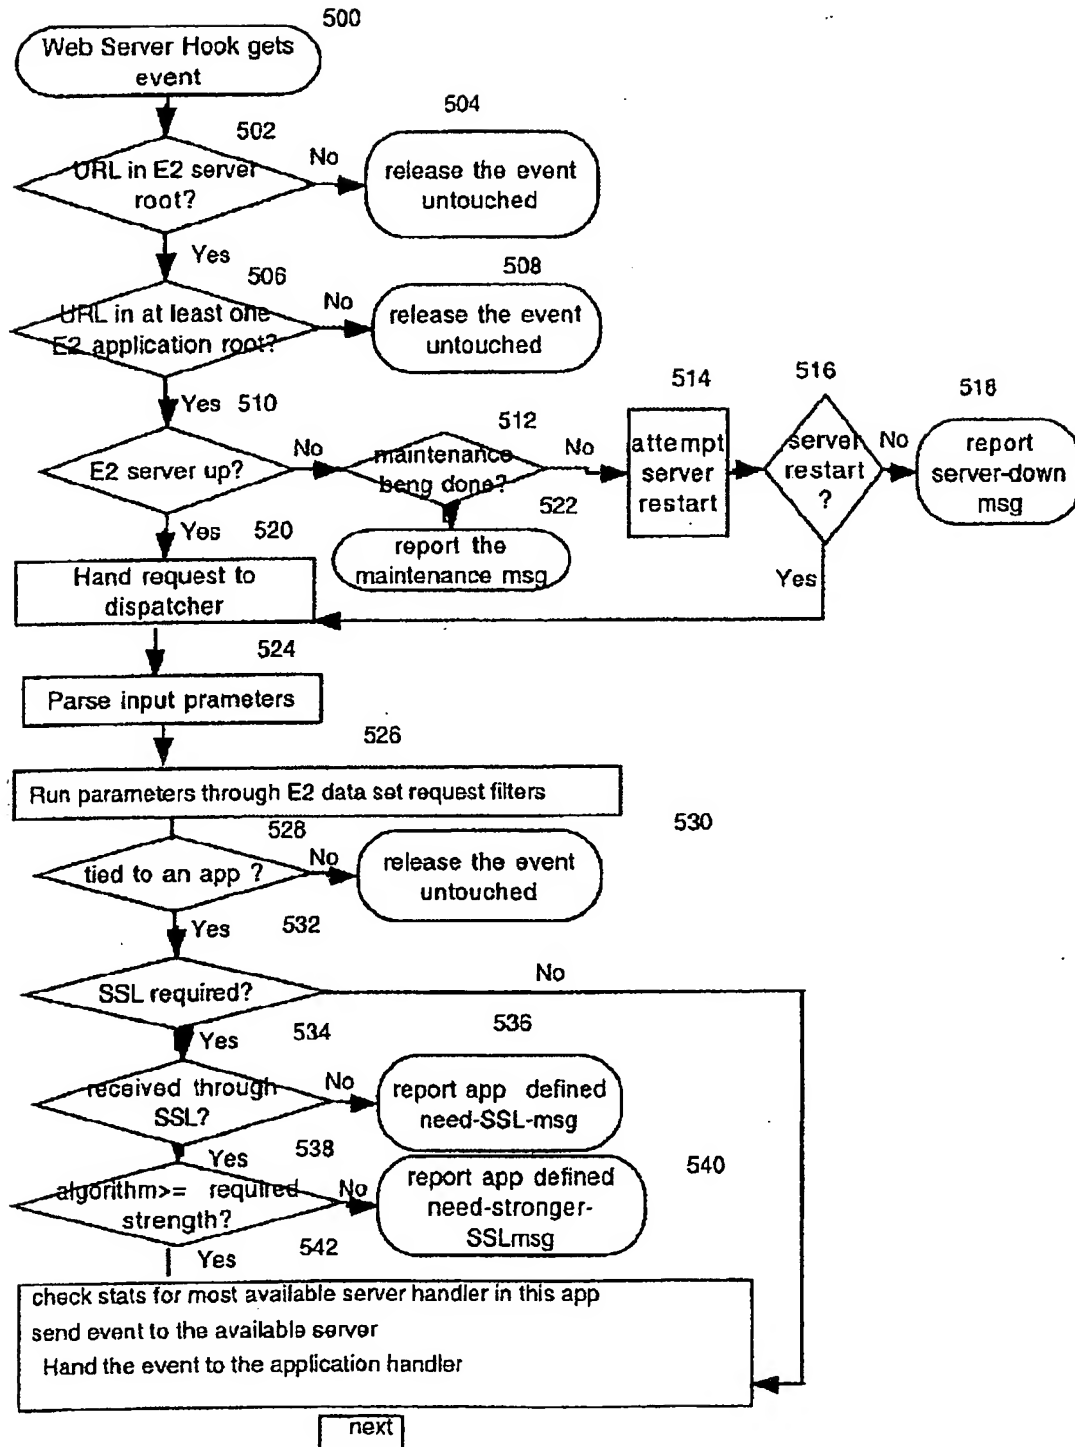 500
Web Server Hook gets
event
502
URL in E2 server
root?
No
504
release the event
untouched
Yes
506
URL in at least one
E2 application root?
No
508
release the event
untouched
Yes
510
E2 server up?
No
512
maintenance
beng done?
No
514
attempt
server
restart
516
server
restart
?
No
518
report
server-down
msg
522
report the
maintenance msg
Yes
Yes
520
Hand request to
dispatcher
524
Parse input prameters
526
Run parameters through E2 data set request filters
528
tied to an app ?
No
530
release the event
untouched
Yes
532
SSL required?
No
Yes
534
received through
SSL?
No
536
report app defined
need-SSL-msg
Yes
538
algorithm>= required
strength?
No
540
report app defined
need-stronger-
SSLmsg
Yes
542
check stats for most available server handler in this app
send event to the available server
Hand the event to the application handler
next